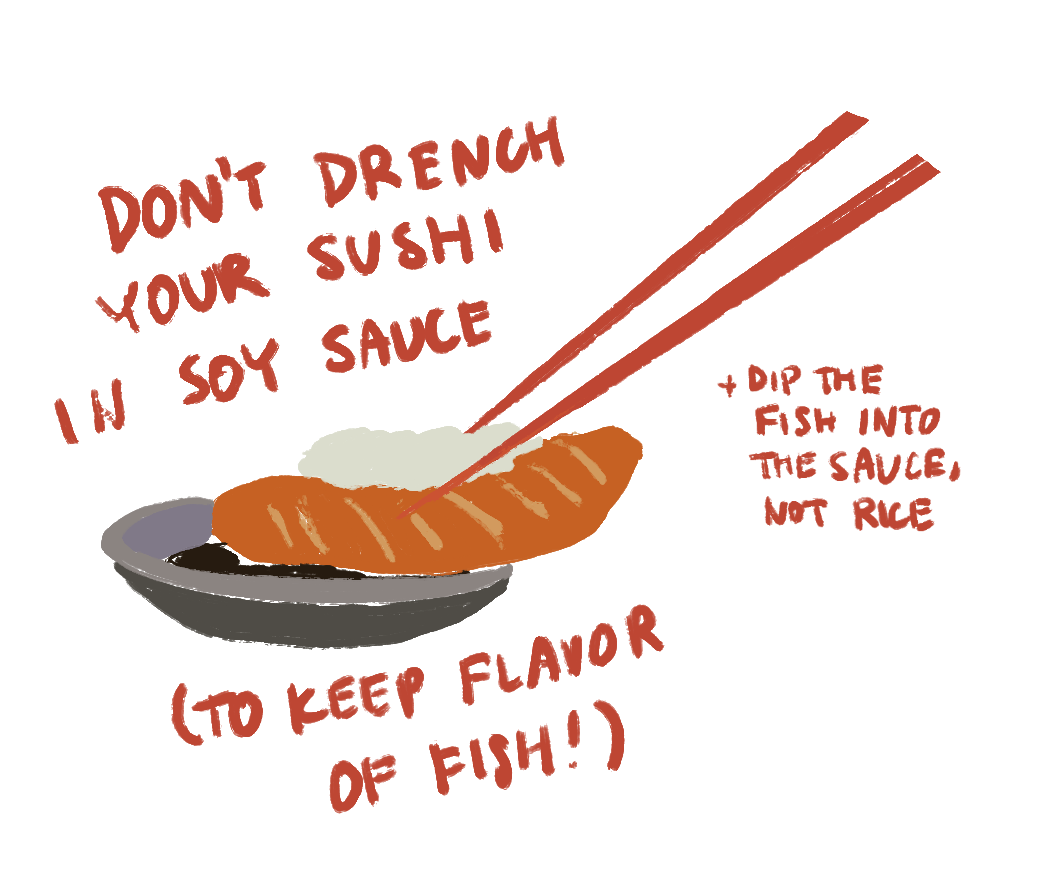 DON'T DRENCH
YOUR SUSHI
IN SOY SAUCE
+ DIP THE
FISH INTO
THE SAUCE,
NOT RICE
(TO KEEP FLAVOR
OF FISH!)